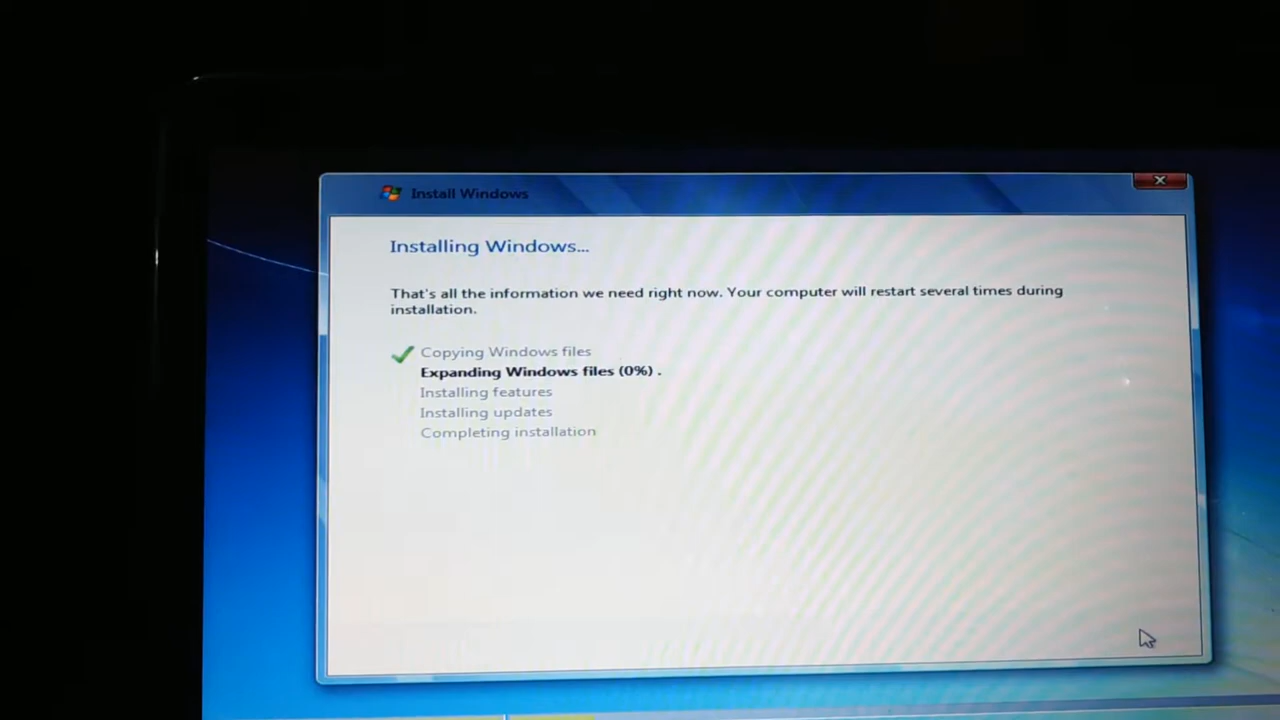 Install Windows
Installing Windows...
That's all the information we need right now. Your computer will restart several times during
installation.
Copying Windows files
Expanding Windows files (0%) .
Installing features
Installing updates
Completing installation